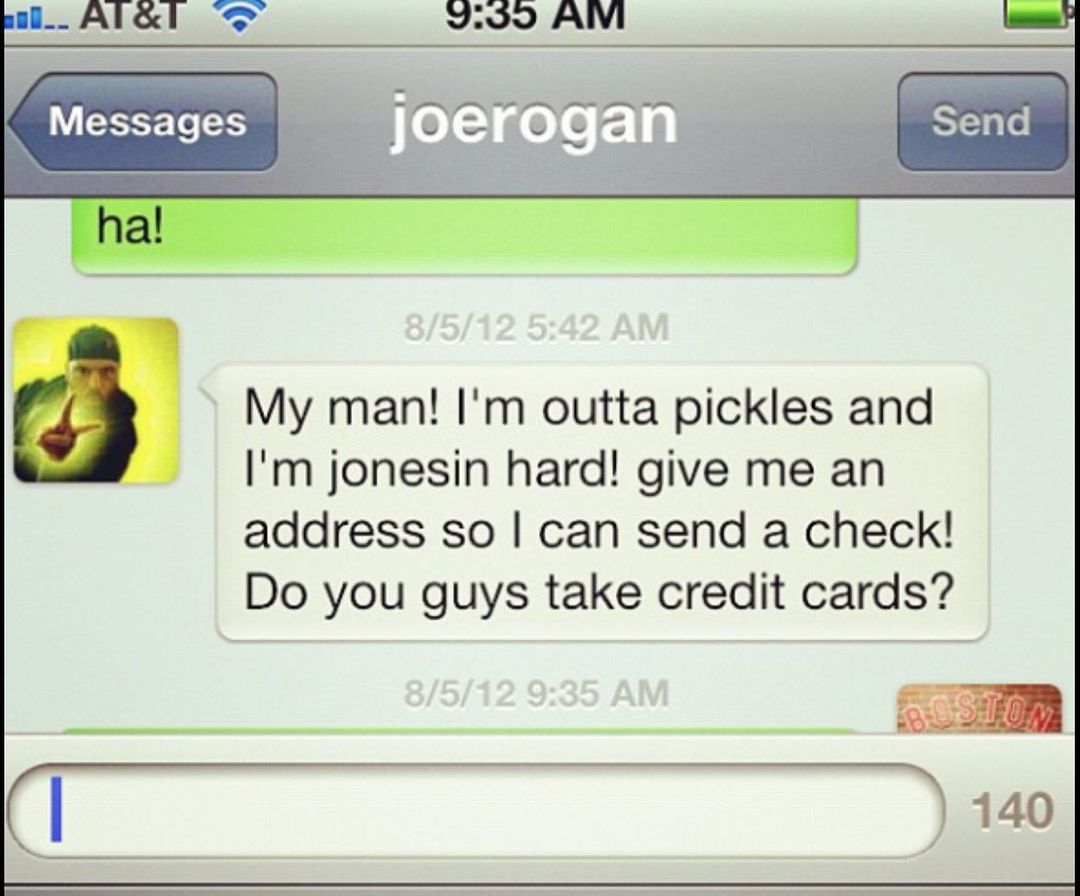 AT&T 9:35 AM
Messages joerogan Send
ha!
8/5/12 5:42 AM
My man! I'm outta pickles and
I'm jonesin hard! give me an
address so I can send a check!
Do you guys take credit cards?
8/5/12 9:35 AM
BOSTON
140